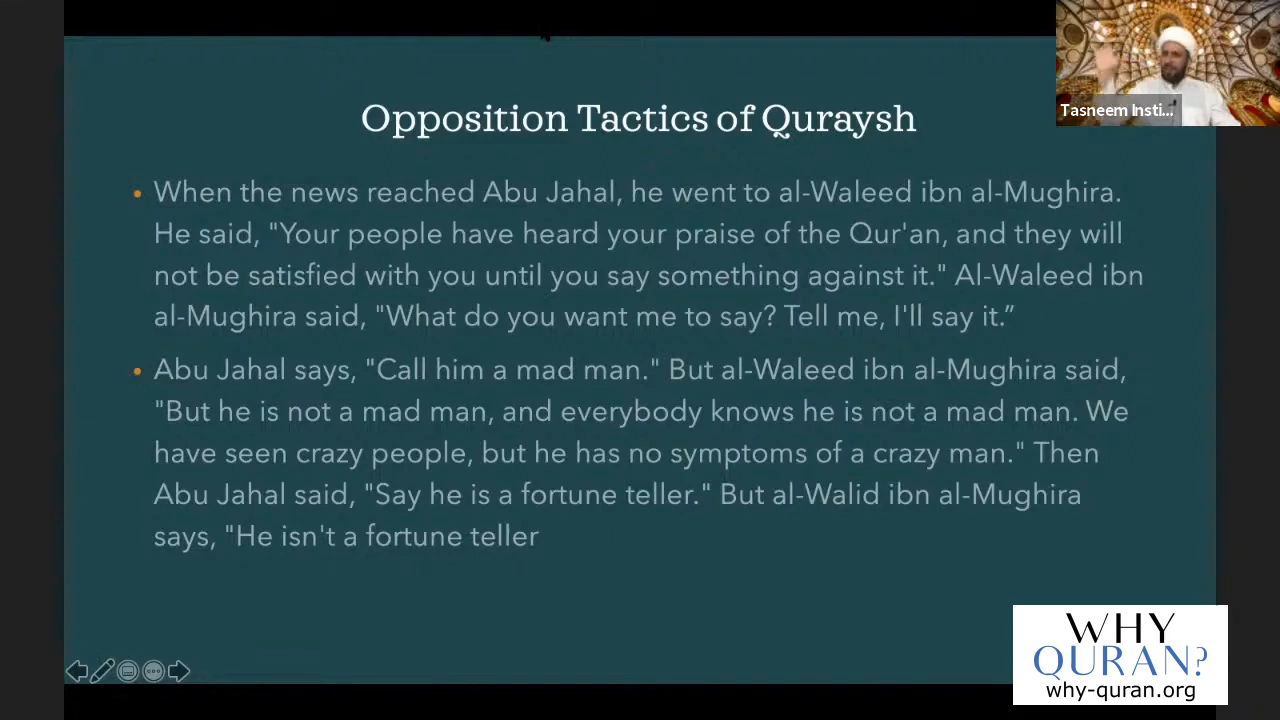 Tasneem Insti...
Opposition Tactics of Quraysh
• When the news reached Abu Jahal, he went to al-Waleed ibn al-Mughira.
He said, "Your people have heard your praise of the Qur'an, and they will
not be satisfied with you until you say something against it." Al-Waleed ibn
al-Mughira said, "What do you want me to say? Tell me, I'll say it.”
• Abu Jahal says, "Call him a mad man." But al-Waleed ibn al-Mughira said,
"But he is not a mad man, and everybody knows he is not a mad man. We
have seen crazy people, but he has no symptoms of a crazy man." Then
Abu Jahal said, "Say he is a fortune teller." But al-Walid ibn al-Mughira
says, "He isn't a fortune teller
WHY
QURAN?
why-quran.org